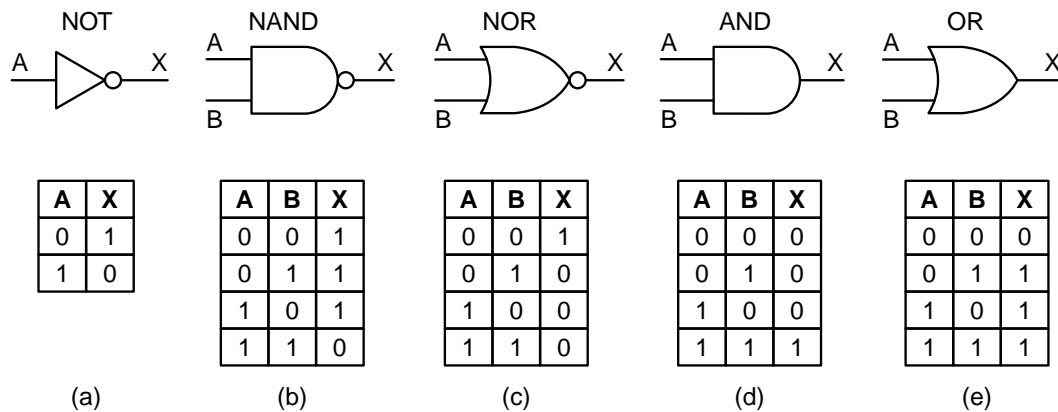 NOT NAND NOR AND OR
A X A X A X A X A X
B B B B
A X A B X A B X A B X A B X
0 1 0 0 1 0 0 1 0 0 0 0 0 0
1 0 0 1 1 0 1 0 0 1 0 0 1 1
1 0 1 1 0 0 1 0 0 1 0 1
1 1 0 1 1 0 1 1 1 1 1 1
(a) (b) (c) (d) (e)